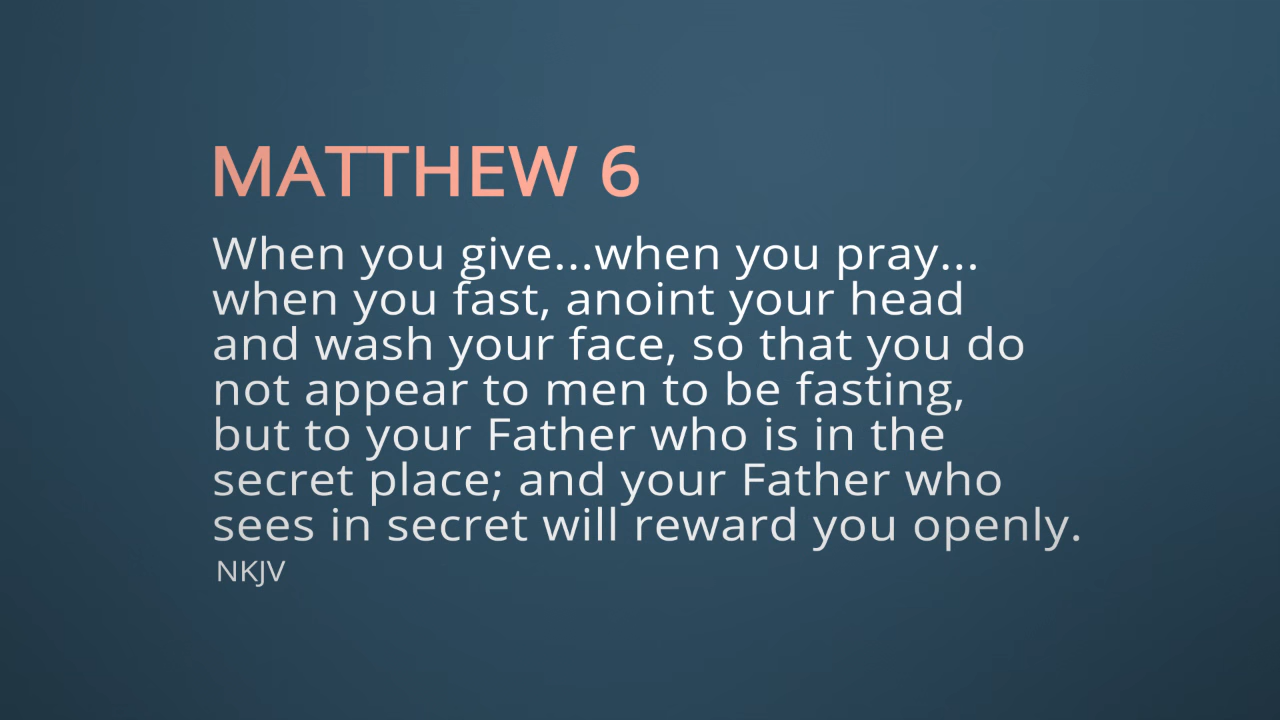 MATTHEW 6
When you give...when you pray...
when you fast, anoint your head
and wash your face, so that you do
not appear to men to be fasting,
but to your Father who is in the
secret place; and your Father who
sees in secret will reward you openly.
NKJV